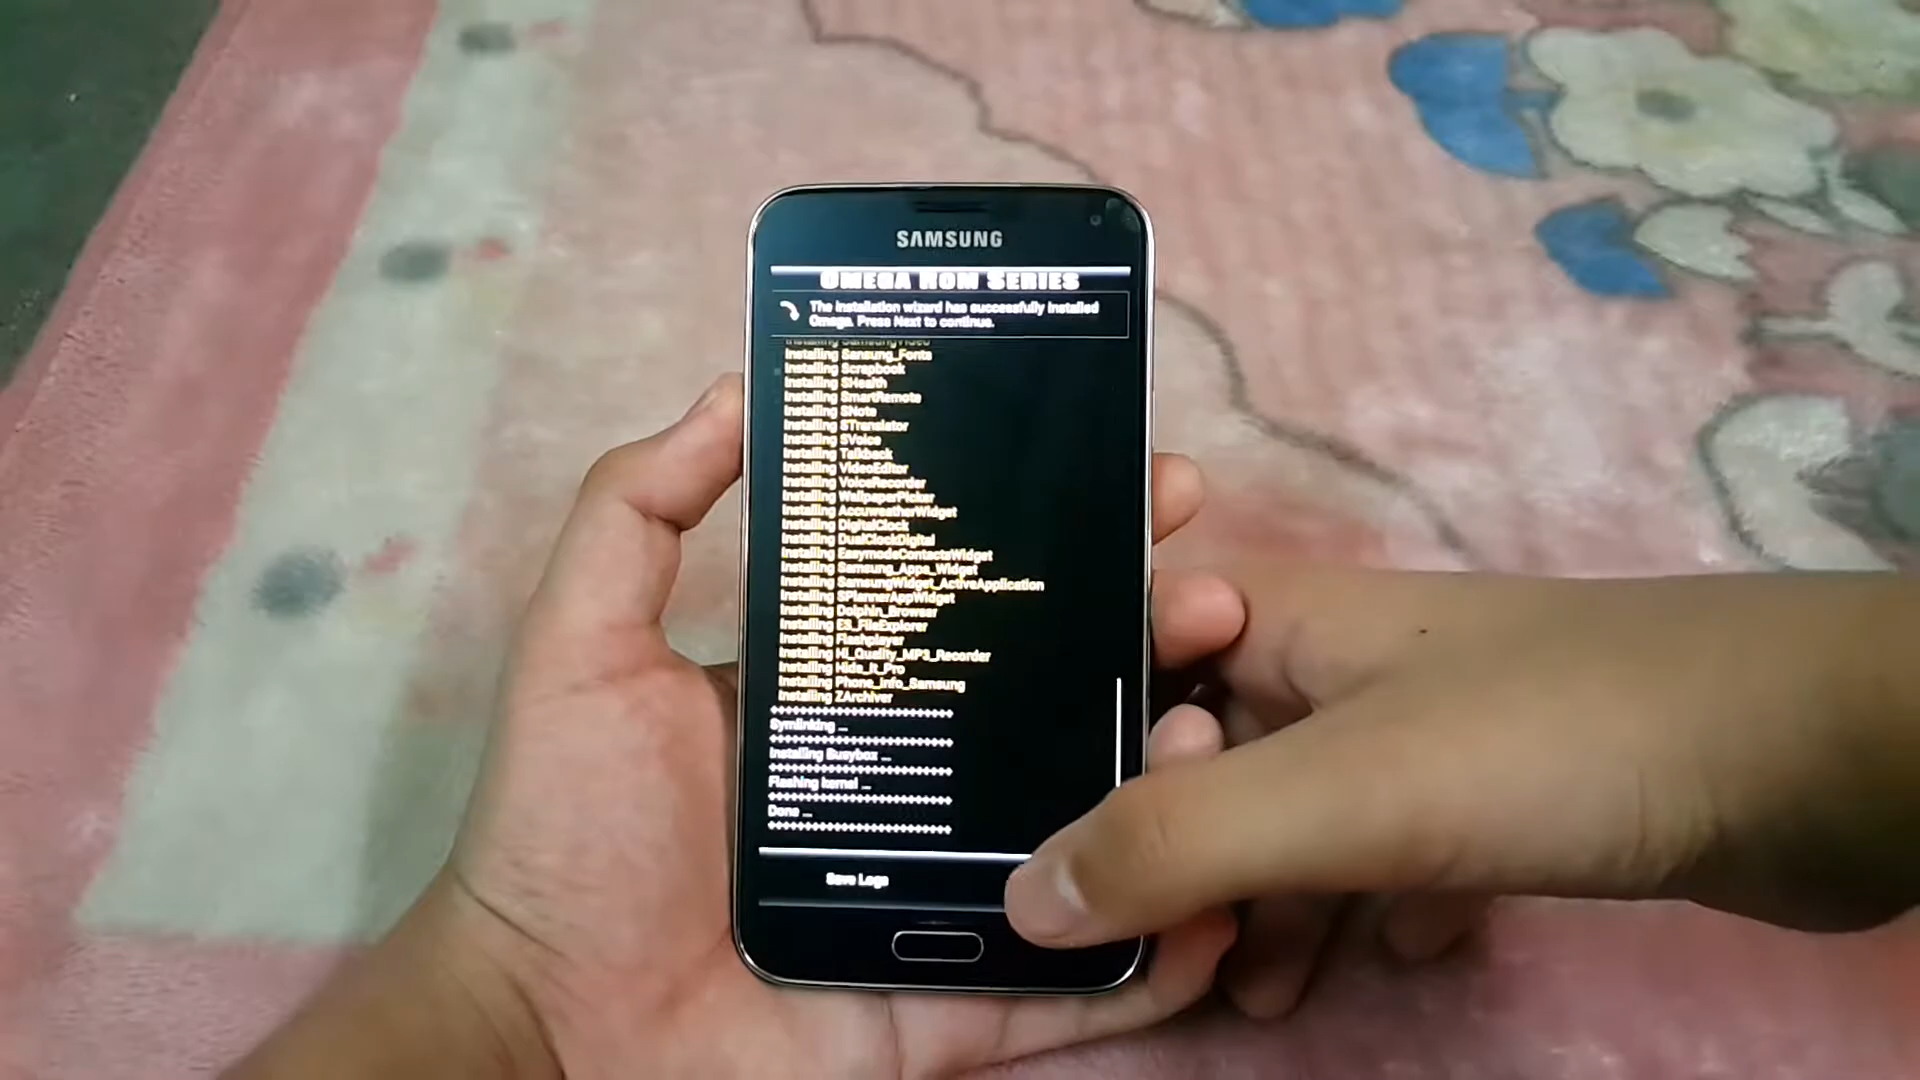 SAMSUNG
OMEGA ROM SERIES
The installation wizard has successfully installed
Omega. Press Next to continue.
Installing SamsungVideo
Installing Sansung_Fonts
Installing Scrapbook
Installing SHealth
Installing SmartRemote
Installing SNote
Installing STranslator
Installing SVoice
Installing Talkback
Installing VideoEditor
Installing VoiceRecorder
Installing WallpaperPicker
Installing AccuweatherWidget
Installing DigitalClock
Installing DualClockDigital
Installing EasymodeContactsWidget
Installing Samsung_Apps_Widget
Installing SamsungWidget_ActiveApplication
Installing SPlannerAppWidget
Installing Dolphin_Browser
Installing ES_FileExplorer
Installing Flashplayer
Installing Hi_Quality_MP3_Recorder
Installing Hide_It_Pro
Installing Phone_Info_Samsung
Installing ZArchiver
Symlinking ...
Installing Busybox ...
Flashing kernel ...
Done ...
Save Logs